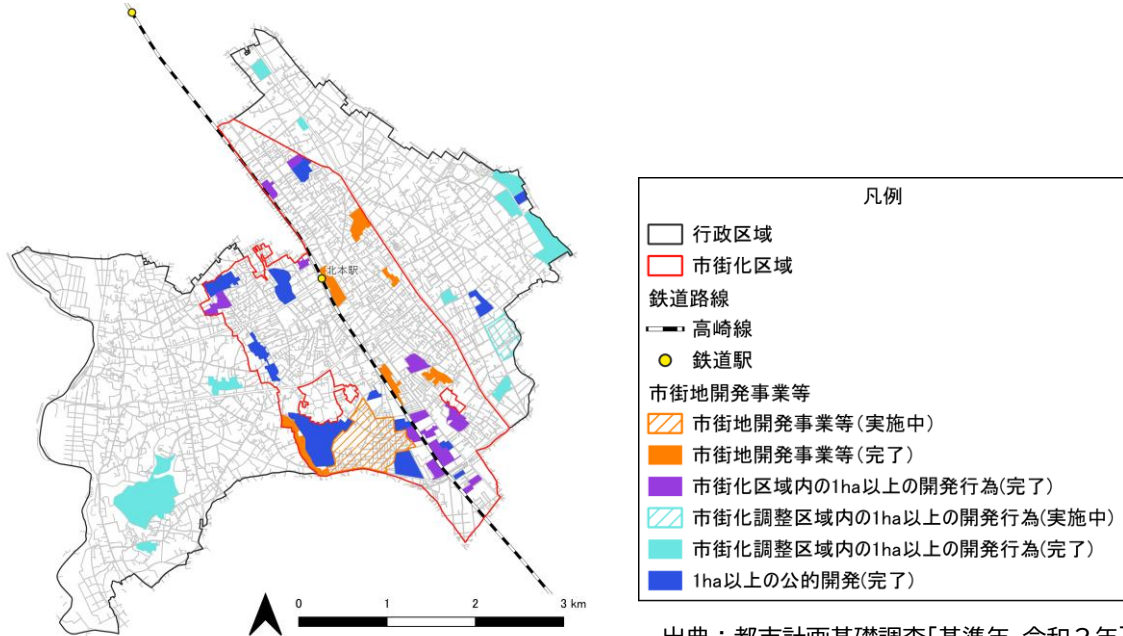 北本駅
0 1 2 3 km
凡例
行政区域
市街化区域
鉄道路線
高崎線
鉄道駅
市街地開発事業等
市街地開発事業等(実施中)
市街地開発事業等(完了)
市街化区域内の1ha以上の開発行為(完了)
市街化調整区域内の1ha以上の開発行為(実施中)
市街化調整区域内の1ha以上の開発行為(完了)
1ha以上の公的開発(完了)
出典：都市計画基礎調査「基準年 令和２年